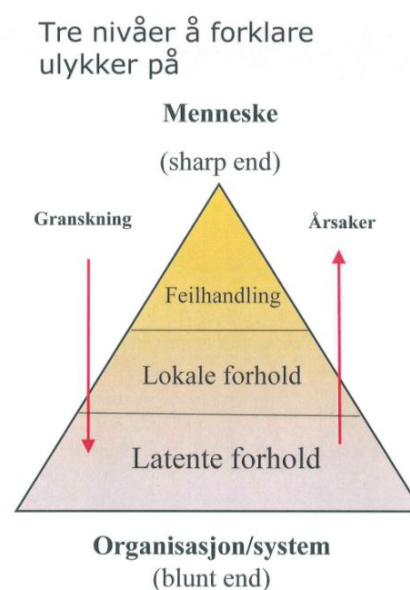 Tre nivåer å forklare
ulykker på
Menneske
(sharp end)
Granskning
Årsaker
Feilhandling
Lokale forhold
Latente forhold
Organisasjon/system
(blunt end)